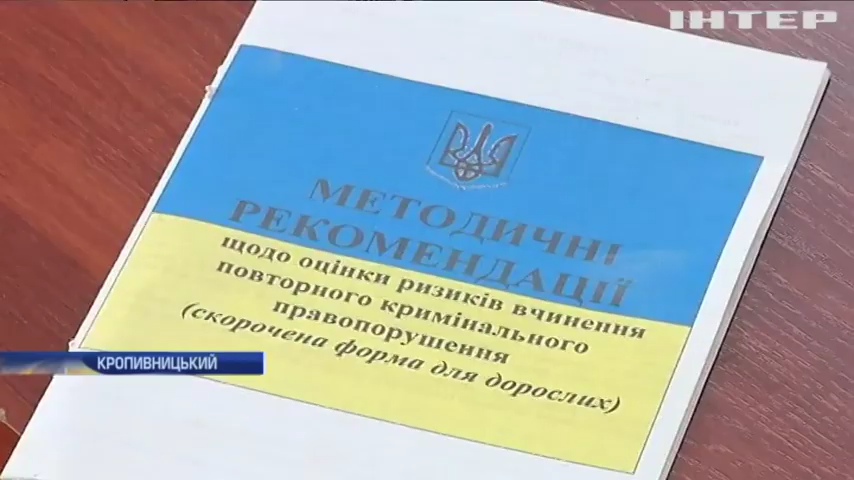 ІНТЕР
МЕТОДИЧНІ
РЕКОМЕНДАЦІЇ
щодо оцінки ризиків вчинення
повторного кримінального
правопорушення
(скорочена форма для дорослих)
КРОПИВНИЦЬКИЙ